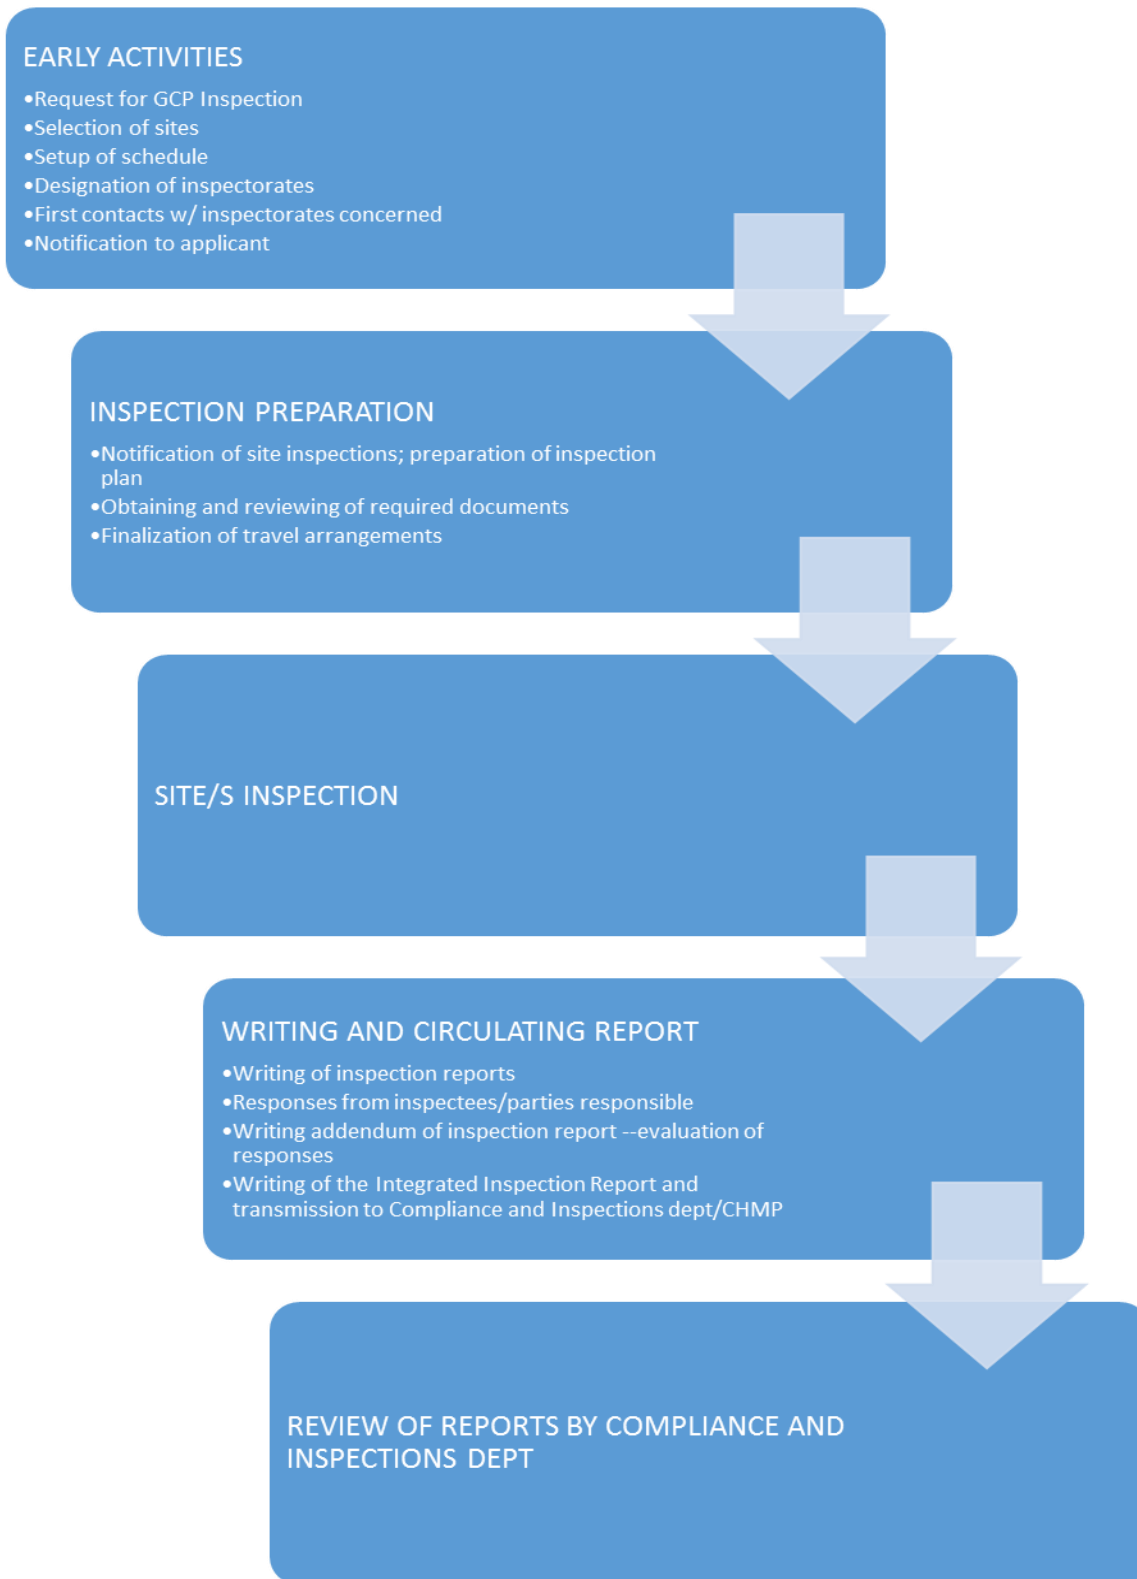 EARLY ACTIVITIES
•Request for GCP Inspection
•Selection of sites
•Setup of schedule
•Designation of inspectorates
•First contacts w/ inspectorates concerned
•Notification to applicant
INSPECTION PREPARATION
•Notification of site inspections; preparation of inspection
plan
•Obtaining and reviewing of required documents
•Finalization of travel arrangements
SITE/S INSPECTION
WRITING AND CIRCULATING REPORT
•Writing of inspection reports
•Responses from inspectees/parties responsible
•Writing addendum of inspection report --evaluation of
responses
•Writing of the Integrated Inspection Report and
transmission to Compliance and Inspections dept/CHMP
REVIEW OF REPORTS BY COMPLIANCE AND
INSPECTIONS DEPT